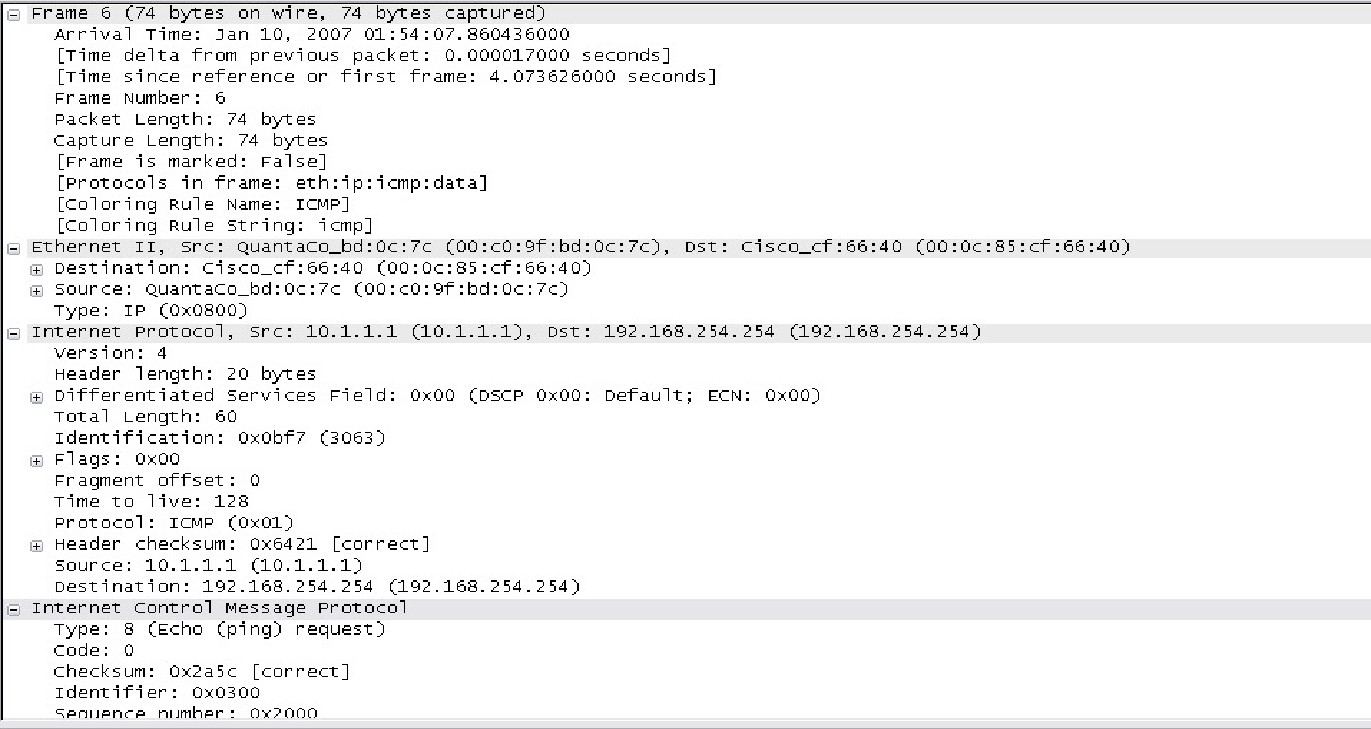 Frame 6 (74 bytes on wire, 74 bytes captured)
Arrival Time: Jan 10, 2007 01:54:07.860436000
[Time delta from previous packet: 0.000017000 seconds]
[Time since reference or first frame: 4.073626000 seconds]
Frame Number: 6
Packet Length: 74 bytes
Capture Length: 74 bytes
[Frame is marked: False]
[Protocols in frame: eth:ip:icmp:data]
[Coloring Rule Name: ICMP]
[Coloring Rule String: icmp]
Ethernet II, Src: QuantaCo_bd:0c:7c (00:c0:9f:bd:0c:7c), Dst: Cisco_cf:66:40 (00:0c:85:cf:66:40)
Destination: Cisco_cf:66:40 (00:0c:85:cf:66:40)
Source: QuantaCo_bd:0c:7c (00:c0:9f:bd:0c:7c)
Type: IP (0x0800)
Internet Protocol, Src: 10.1.1.1 (10.1.1.1), Dst: 192.168.254.254 (192.168.254.254)
Version: 4
Header length: 20 bytes
Differentiated Services Field: 0x00 (DSCP 0x00: Default; ECN: 0x00)
Total Length: 60
Identification: 0x0bf7 (3063)
Flags: 0x00
Fragment offset: 0
Time to live: 128
Protocol: ICMP (0x01)
Header checksum: 0x6421 [correct]
Source: 10.1.1.1 (10.1.1.1)
Destination: 192.168.254.254 (192.168.254.254)
Internet Control Message Protocol
Type: 8 (Echo (ping) request)
Code: 0
Checksum: 0x2a5c [correct]
Identifier: 0x0300
Sequence number: 0x2000